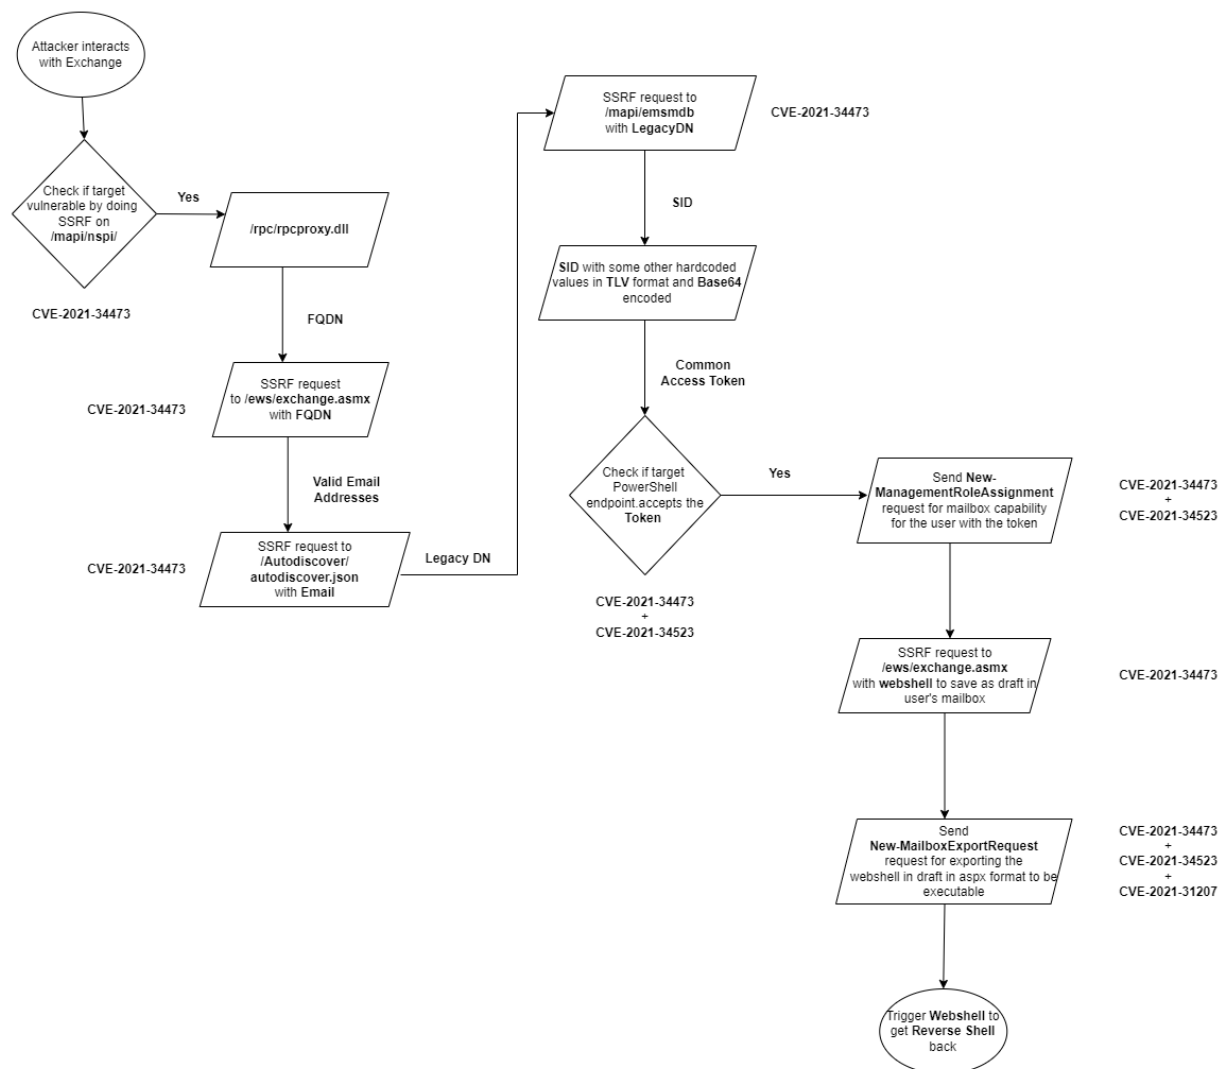 Attacker interacts
with Exchange
Check if target
vulnerable by doing
SSRF on
/mapi/nspi/
Yes
CVE-2021-34473
/rpc/rpcproxy.dll
FQDN
SSRF request
to /ews/exchange.asmx
with FQDN
CVE-2021-34473
Valid Email
Addresses
SSRF request to
/Autodiscover/
autodiscover.json
with Email
CVE-2021-34473
Legacy DN
SSRF request to
/mapi/emsmdb
with LegacyDN
CVE-2021-34473
SID
SID with some other hardcoded
values in TLV format and Base64
encoded
Common
Access Token
Check if target
PowerShell
endpoint.accepts the
Token
Yes
CVE-2021-34473
+
CVE-2021-34523
Send New-
ManagementRoleAssignment
request for mailbox capability
for the user with the token
CVE-2021-34473
+
CVE-2021-34523
SSRF request to
/ews/exchange.asmx
with webshell to save as draft in
user's mailbox
CVE-2021-34473
Send
New-MailboxExportRequest
request for exporting the
webshell in draft in aspx format to be
executable
CVE-2021-34473
+
CVE-2021-34523
+
CVE-2021-31207
Trigger Webshell to
get Reverse Shell
back